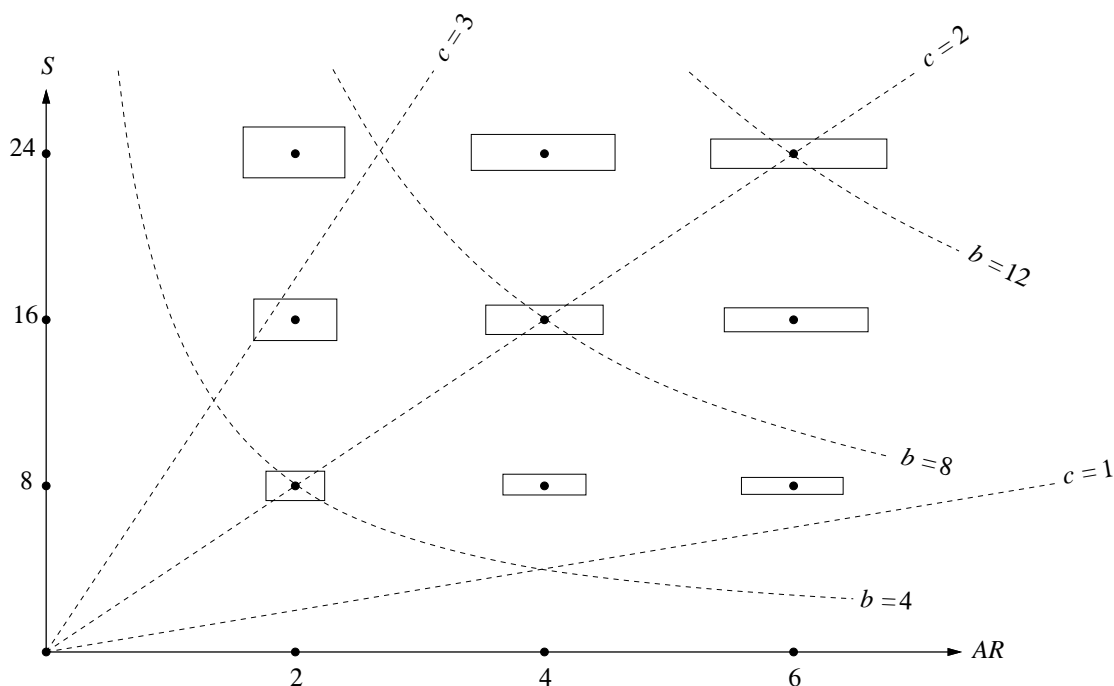 c = 3
c = 2
S
24
b = 12
16
b = 8
c = 1
8
b = 4
AR
2
4
6